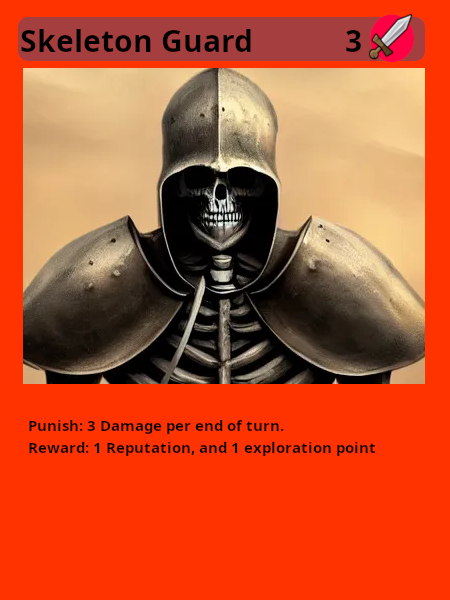 Skeleton Guard 3
Punish: 3 Damage per end of turn.
Reward: 1 Reputation, and 1 exploration point